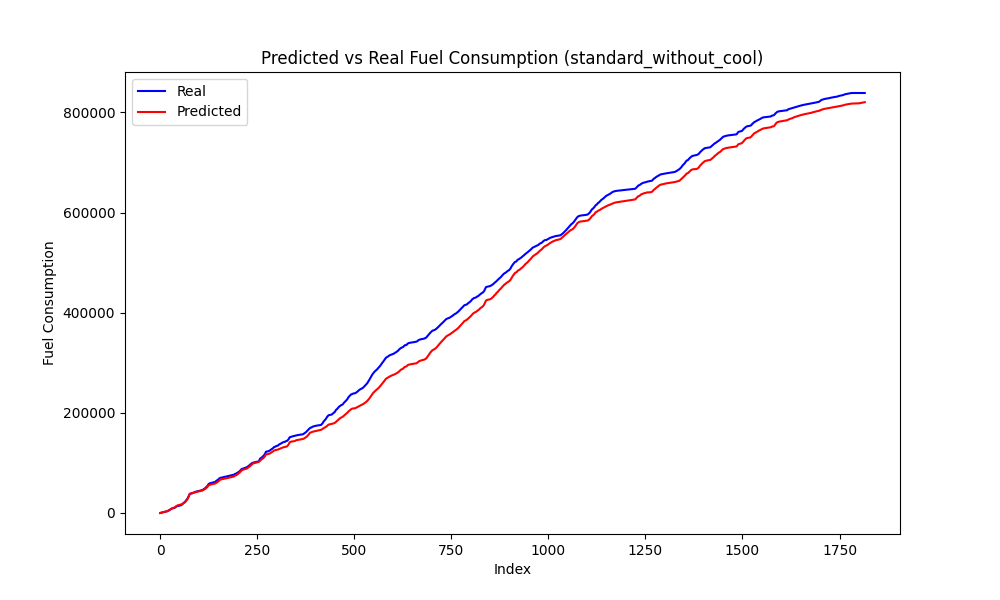 Predicted vs Real Fuel Consumption (standard_without_cool)
Real
Predicted
800000
600000
400000
200000
0
Fuel Consumption
0 250 500 750 1000 1250 1500 1750
Index